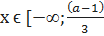 x ∈ [−∞; (a−1)/3